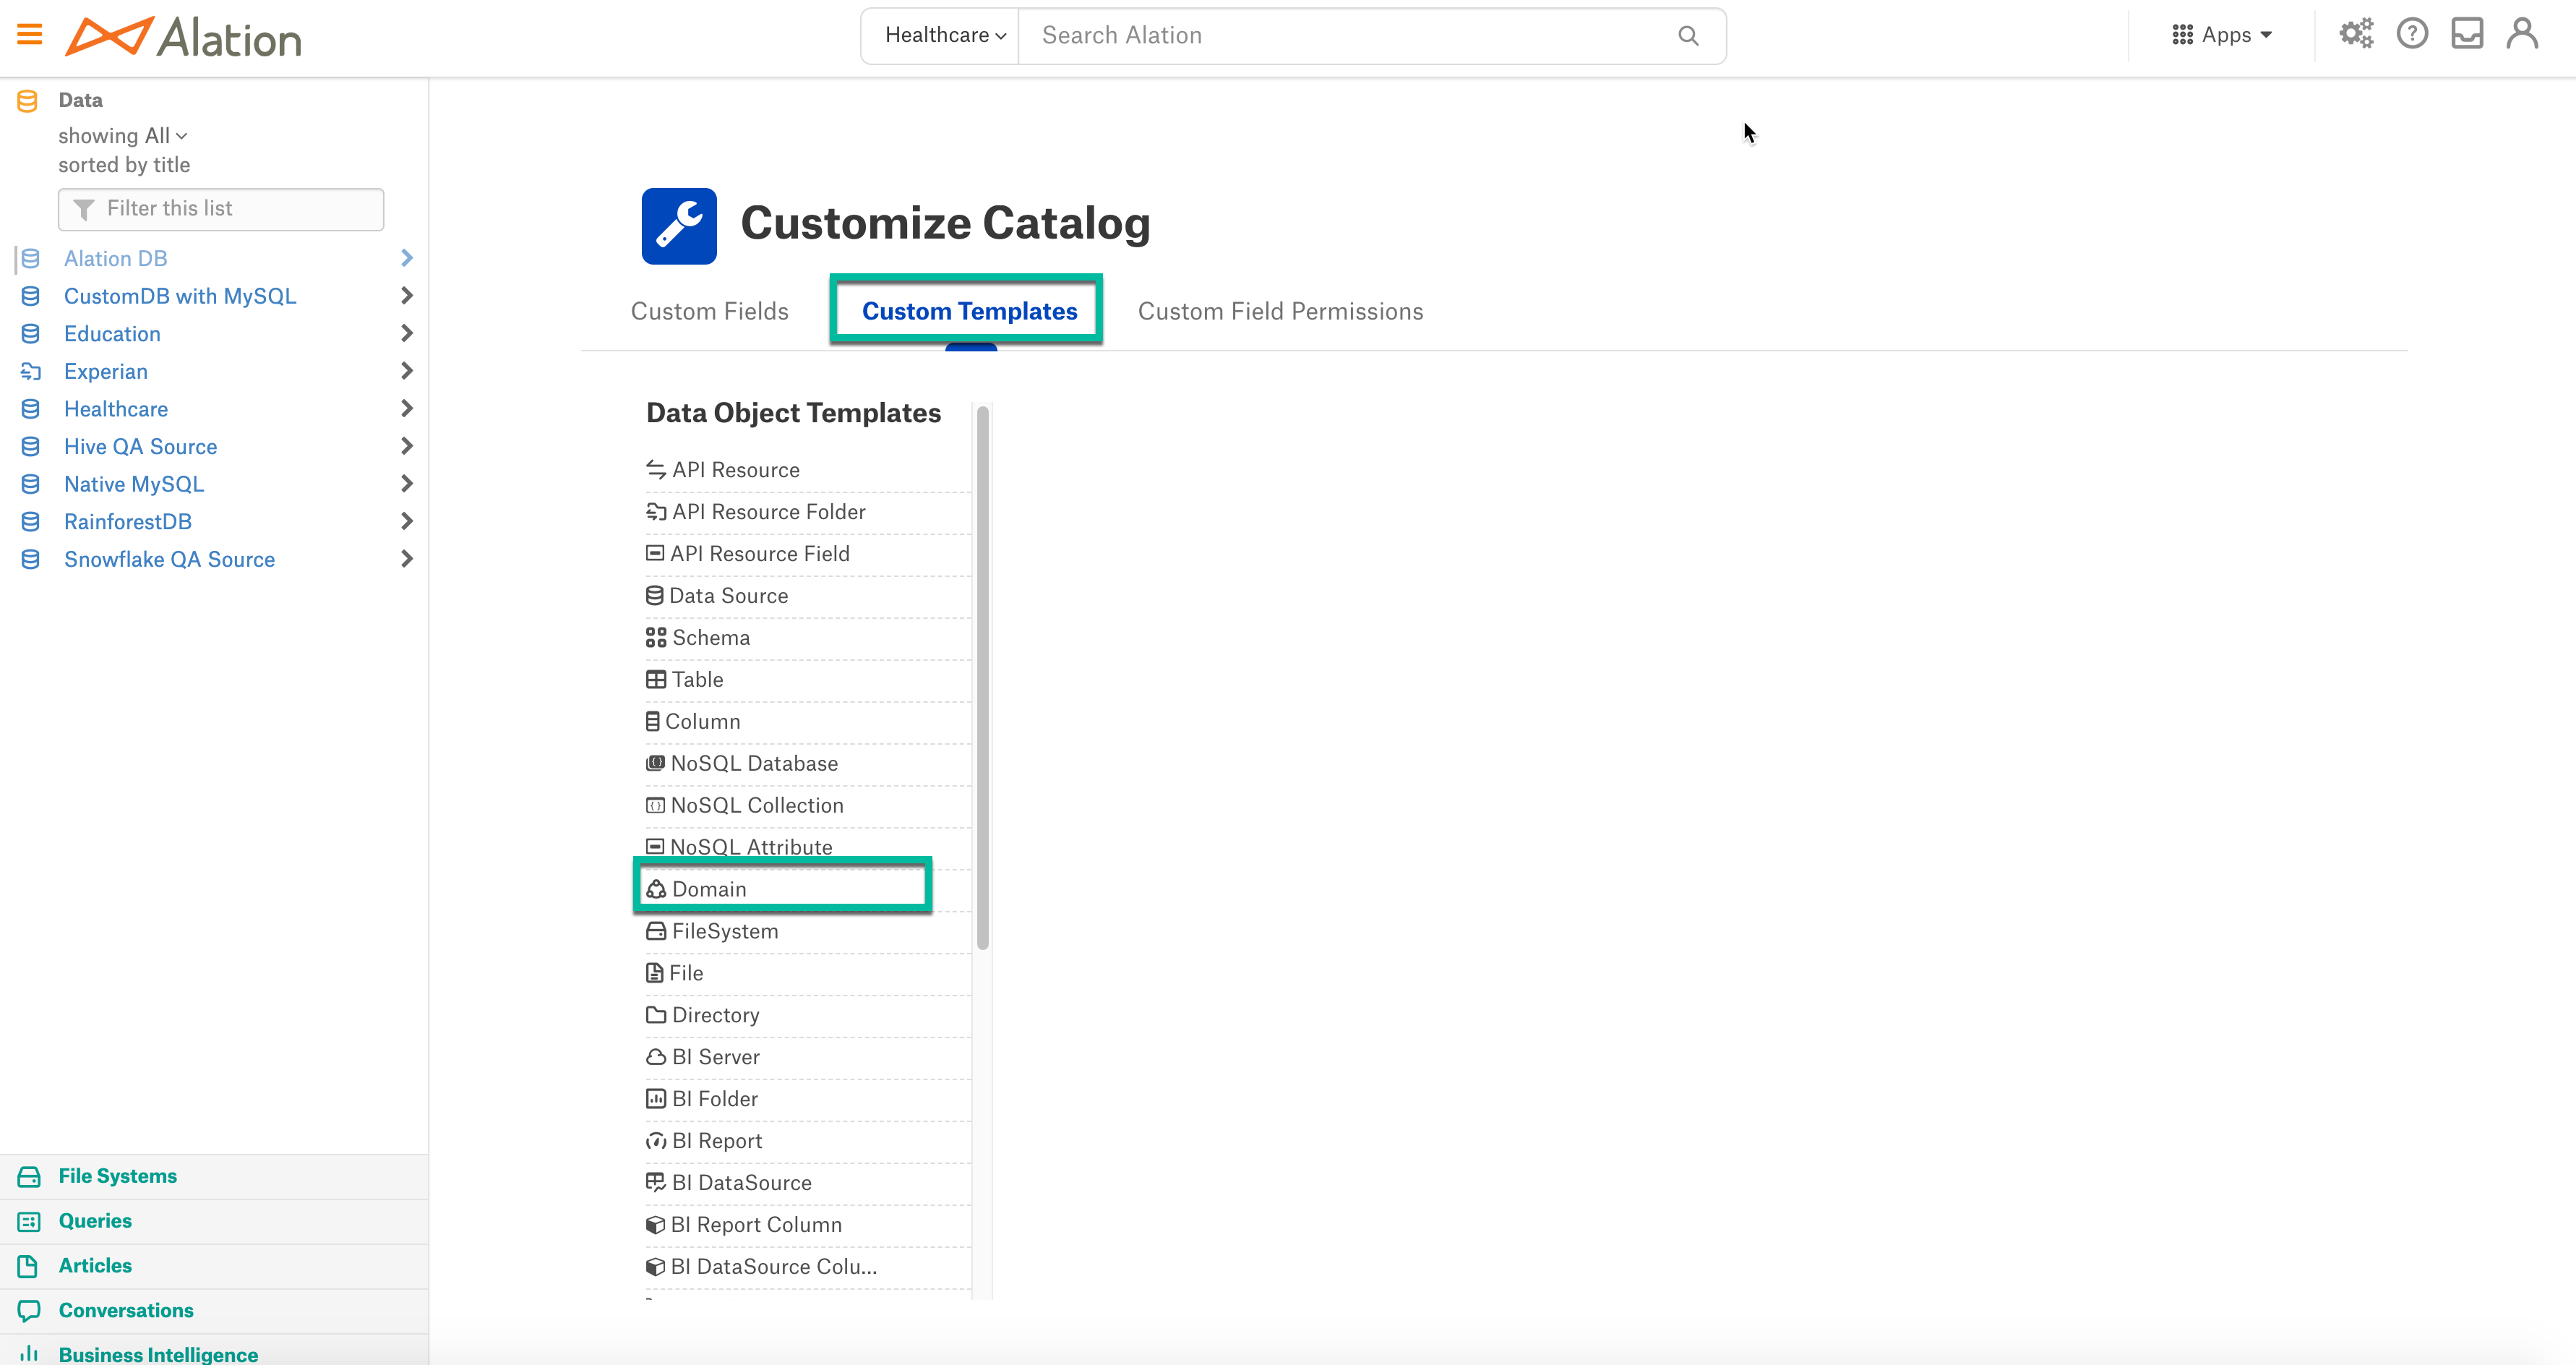 Alation
Healthcare
Search Alation
Apps
Data
showing All
sorted by title
Filter this list
Alation DB
CustomDB with MySQL
Education
Experian
Healthcare
Hive QA Source
Native MySQL
RainforestDB
Snowflake QA Source
File Systems
Queries
Articles
Conversations
Business Intelligence
Customize Catalog
Custom Fields
Custom Templates
Custom Field Permissions
Data Object Templates
API Resource
API Resource Folder
API Resource Field
Data Source
Schema
Table
Column
NoSQL Database
NoSQL Collection
NoSQL Attribute
Domain
FileSystem
File
Directory
BI Server
BI Folder
BI Report
BI DataSource
BI Report Column
BI DataSource Colu...